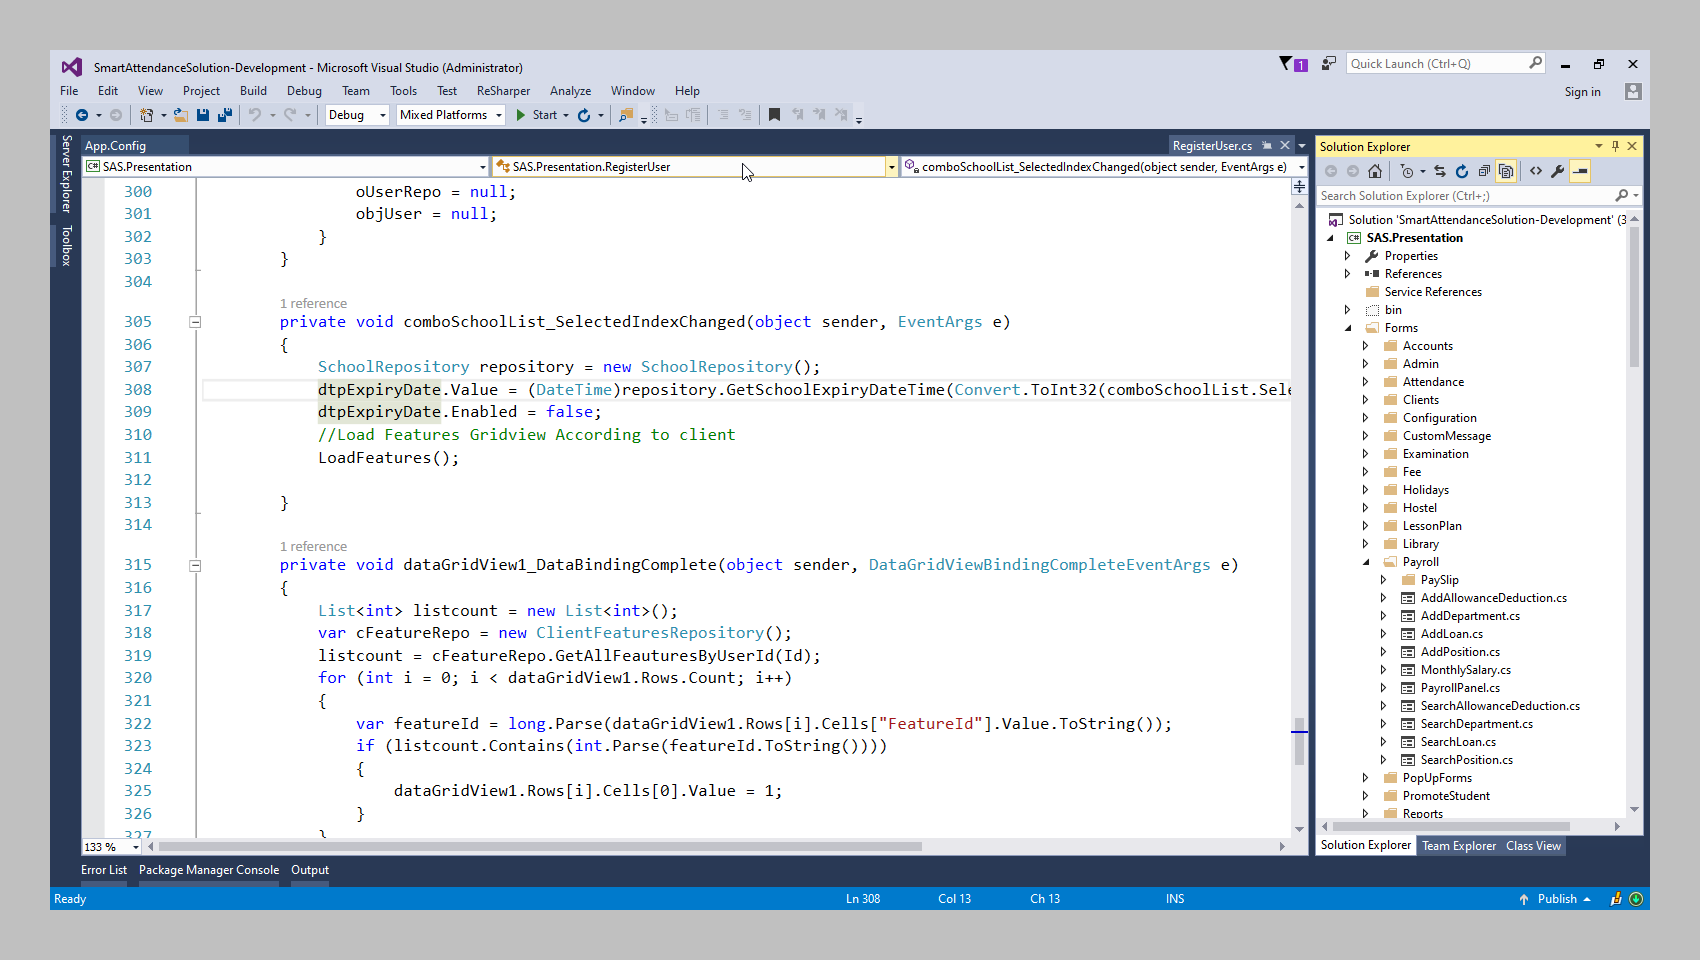 SmartAttendanceSolution-Development - Microsoft Visual Studio (Administrator)
1
Quick Launch (Ctrl+Q)
File Edit View Project Build Debug Team Tools Test ReSharper Analyze Window Help
Sign in
Debug Mixed Platforms Start
Server Explorer
Toolbox
App.Config
RegisterUser.cs
C# SAS.Presentation
SAS.Presentation.RegisterUser
comboSchoolList_SelectedIndexChanged(object sender, EventArgs e)
300 oUserRepo = null;
301 objUser = null;
302 }
303 }
304
1 reference
305 private void comboSchoolList_SelectedIndexChanged(object sender, EventArgs e)
306 {
307 SchoolRepository repository = new SchoolRepository();
308 dtpExpiryDate.Value = (DateTime)repository.GetSchoolExpiryDateTime(Convert.ToInt32(comboSchoolList.Sele
309 dtpExpiryDate.Enabled = false;
310 //Load Features Gridview According to client
311 LoadFeatures();
312
313 }
314
1 reference
315 private void dataGridView1_DataBindingComplete(object sender, DataGridViewBindingCompleteEventArgs e)
316 {
317 List<int> listcount = new List<int>();
318 var cFeatureRepo = new ClientFeaturesRepository();
319 listcount = cFeatureRepo.GetAllFeauturesByUserId(Id);
320 for (int i = 0; i < dataGridView1.Rows.Count; i++)
321 {
322 var featureId = long.Parse(dataGridView1.Rows[i].Cells["FeatureId"].Value.ToString());
323 if (listcount.Contains(int.Parse(featureId.ToString())))
324 {
325 dataGridView1.Rows[i].Cells[0].Value = 1;
326 }
327 }
133 %
Solution Explorer
Search Solution Explorer (Ctrl+;)
Solution 'SmartAttendanceSolution-Development' (3
C# SAS.Presentation
Properties
References
Service References
bin
Forms
Accounts
Admin
Attendance
Clients
Configuration
CustomMessage
Examination
Fee
Holidays
Hostel
LessonPlan
Library
Payroll
PaySlip
AddAllowanceDeduction.cs
AddDepartment.cs
AddLoan.cs
AddPosition.cs
MonthlySalary.cs
PayrollPanel.cs
SearchAllowanceDeduction.cs
SearchDepartment.cs
SearchLoan.cs
SearchPosition.cs
PopUpForms
PromoteStudent
Reports
Solution Explorer Team Explorer Class View
Error List Package Manager Console Output
Ready Ln 308 Col 13 Ch 13 INS Publish